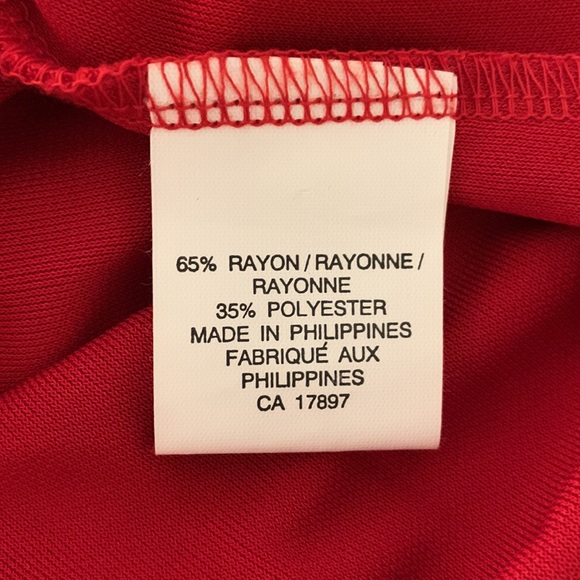 65% RAYON/RAYONNE/
RAYONNE
35% POLYESTER
MADE IN PHILIPPINES
FABRIQUÉ AUX
PHILIPPINES
CA 17897